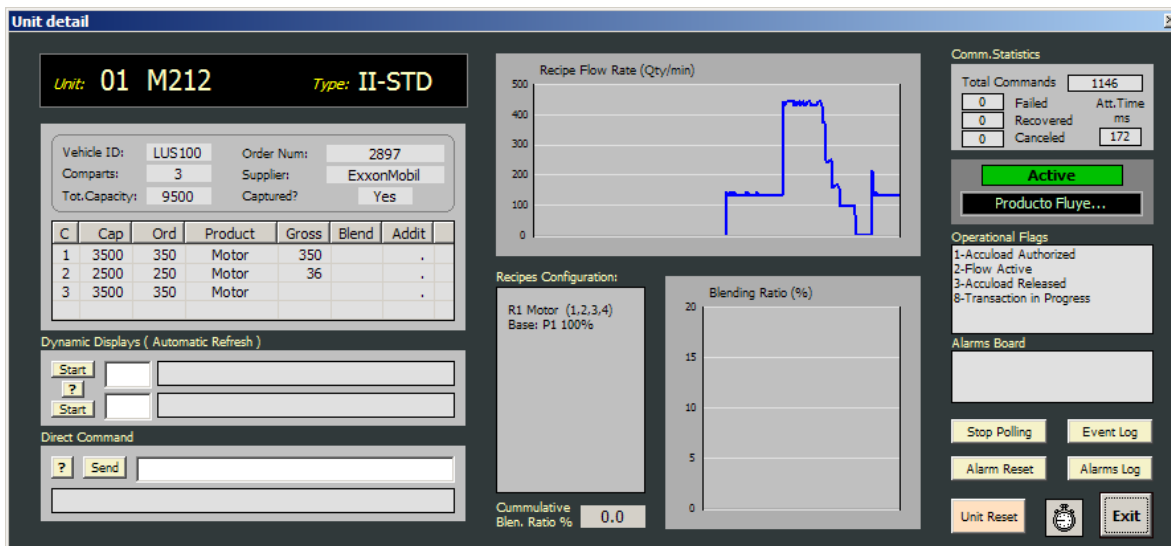 Unit detail
Unit: 01 M212 Type: II-STD
Vehicle ID: LUS100 Order Num: 2897
Comparts: 3 Supplier: ExxonMobil
Tot.Capacity: 9500 Captured? Yes
C Cap Ord Product Gross Blend Addit
1 3500 350 Motor 350 .
2 2500 250 Motor 36 .
3 3500 350 Motor .
Dynamic Displays ( Automatic Refresh )
Start
?
Start
Direct Command
? Send
Recipe Flow Rate (Qty/min)
500
400
300
200
100
0
Recipes Configuration:
R1 Motor (1,2,3,4)
Base: P1 100%
Cummulative
Blen. Ratio % 0.0
Blending Ratio (%)
20
15
10
5
0
Comm.Statistics
Total Commands 1146
0 Failed Att.Time
0 Recovered ms
0 Canceled 172
Active
Producto Fluye...
Operational Flags
1-Accuload Authorized
2-Flow Active
3-Accuload Released
8-Transaction in Progress
Alarms Board
Stop Polling Event Log
Alarm Reset Alarms Log
Unit Reset Exit